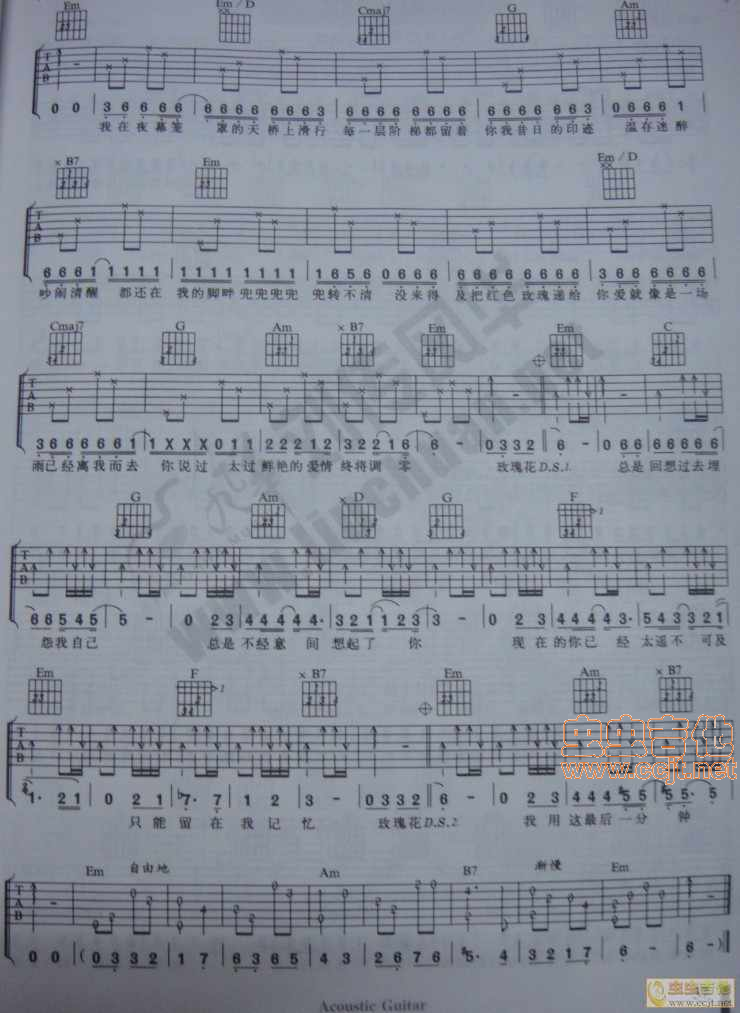 Em Em/D Cmaj7 G Am
0 0 | 3 6 6 6 6 | 6 6 6 6 6 6 6 3 | 6 6 6 6 6 6 6 6 | 6 6 6 6 6 6 6 | 0 6 6 6 1
我在夜幕笼 罩的天桥上滑行 每一层阶梯都留着 你我昔日的印迹 温存迷醉
× B7 Em Em/D
6 6 6 1 1 1 1 1 | 1 1 1 1 6 6 6 6 | 1 6 5 6 0 6 6 6 | 6 6 6 6 6 6 6 6 | 6 6 6 6 6 6 6
吵闹清醒 都还在 我的脚畔兜兜兜兜 兜转不清 没来得 及把红色玫瑰递给 你爱就像是一场
Cmaj7 G Am × B7 Em Em C
3 6 6 6 6 6 1 | 1 X X X 0 1 1 | 2 2 2 1 2 3 2 2 1 6 | 6 - | 0 3 3 2 | 6 - | 0 6 6 | 6 6 6 6 6
雨已经离我而去 你说过 太过鲜艳的爱情终将凋 零 玫瑰花D.S.1. 总是回想过去埋
G Am × D G F
6 6 5 4 5 | 5 - | 0 2 3 | 4 4 4 4 4· | 3 2 1 1 2 3 | 3 - | 0 2 3 | 4 4 4 4 3· | 5 4 3 3 2 1
怨我自己 总是不经意间 想起了 你 现在的你已经 太遥不可及
Em F × B7 Em Am × B7
1· 2 1 | 0 2 1 | 7· 7 | 1 2 | 3 - | 0 3 3 2 | 6 - | 0 2 3 | 4 4 4 5 5 | 5 5·
只能留在我记忆 玫瑰花D.S.2. 我用这最后一分 钟
虫虫吉他
www.ccjt.net
Em 自由地 Am B7 渐慢 Em
0 0 | (0 3 3 2 | 1 7 | 6 3 6 5 | 4 3 | 2 6 7 6 | 5· 4 | 3 2 1 7 | 6 - | 6 -)
Acoustic Guitar
虫虫吉他
www.ccjt.net